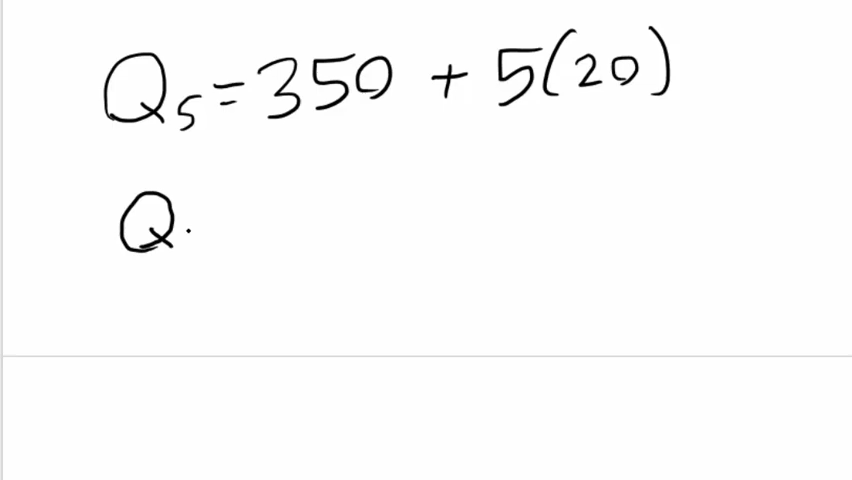 Q₅ = 350 + 5(20)
Q